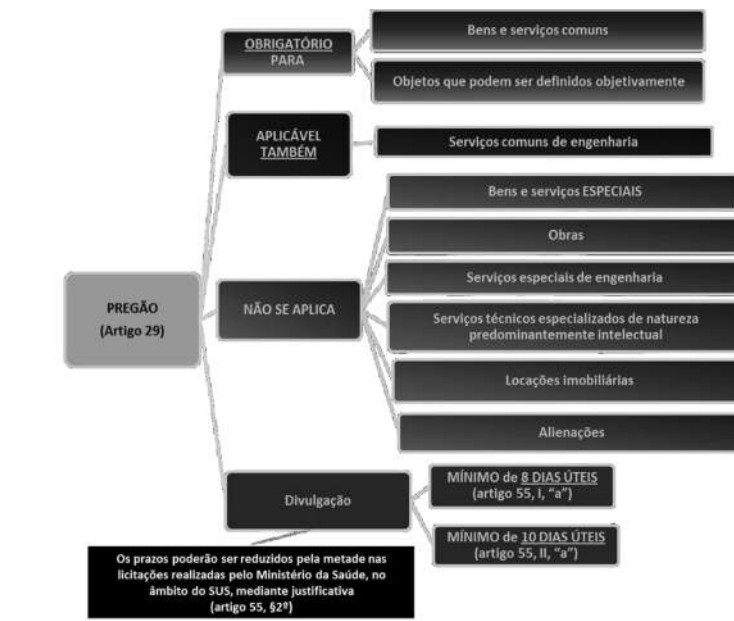 PREGÃO
(Artigo 29)
OBRIGATÓRIO
PARA
Bens e serviços comuns
Objetos que podem ser definidos objetivamente
APLICÁVEL
TAMBÉM
Serviços comuns de engenharia
NÃO SE APLICA
Bens e serviços ESPECIAIS
Obras
Serviços especiais de engenharia
Serviços técnicos especializados de natureza
predominantemente intelectual
Locações imobiliárias
Alienações
Divulgação
MÍNIMO de 8 DIAS ÚTEIS
(artigo 55, I, “a”)
MÍNIMO de 10 DIAS ÚTEIS
(artigo 55, II, “a”)
Os prazos poderão ser reduzidos pela metade nas
licitações realizadas pelo Ministério da Saúde, no
âmbito do SUS, mediante justificativa
(artigo 55, §2º)